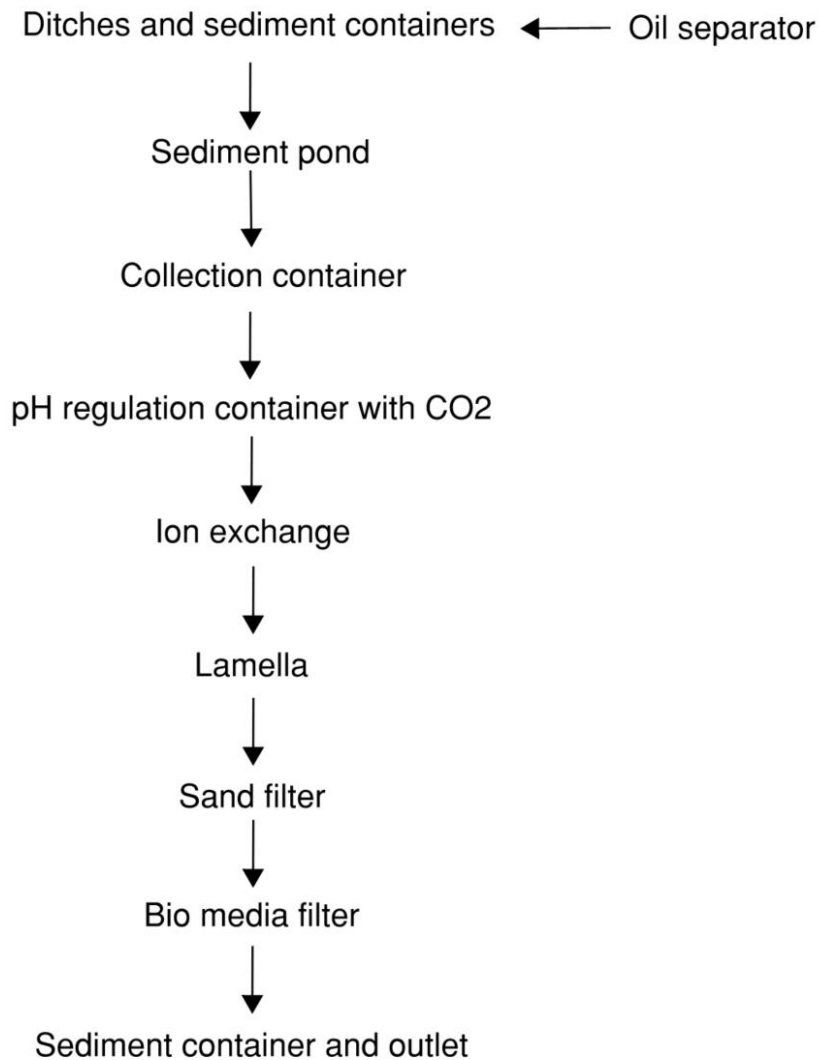 Ditches and sediment containers
Oil separator
Sediment pond
Collection container
pH regulation container with CO2
Ion exchange
Lamella
Sand filter
Bio media filter
Sediment container and outlet